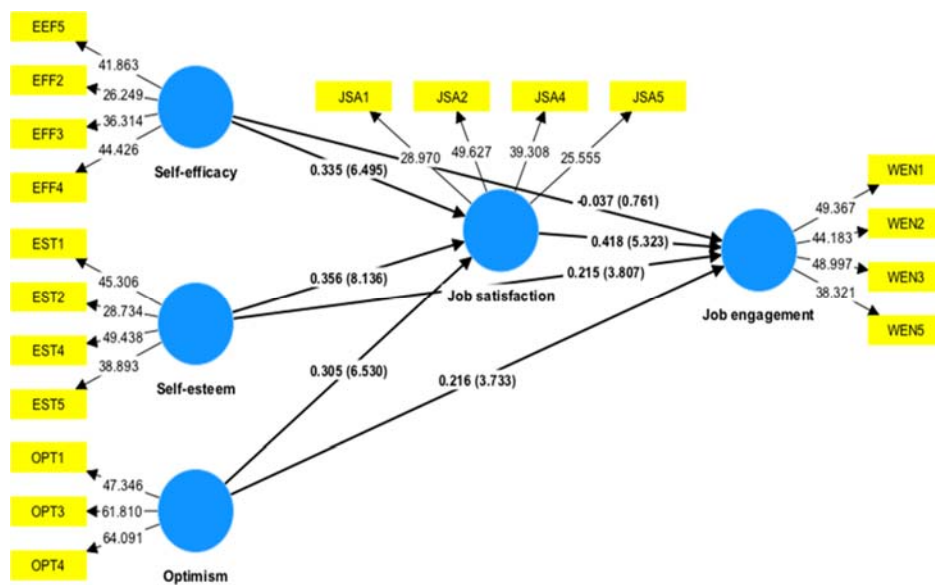 EEF5
41.863
EFF2
26.249
EFF3
36.314
EFF4
44.426
Self-efficacy
JSA1
JSA2
JSA4
JSA5
28.970
49.627
39.308
25.555
0.335 (6.495)
-0.037 (0.761)
WEN1
49.367
WEN2
44.183
WEN3
48.997
WEN5
38.321
EST1
45.306
EST2
28.734
EST4
49.438
EST5
38.893
Self-esteem
0.356 (8.136)
0.418 (5.323)
0.215 (3.807)
Job satisfaction
Job engagement
0.305 (6.530)
0.216 (3.733)
OPT1
47.346
OPT3
61.810
OPT4
64.091
Optimism